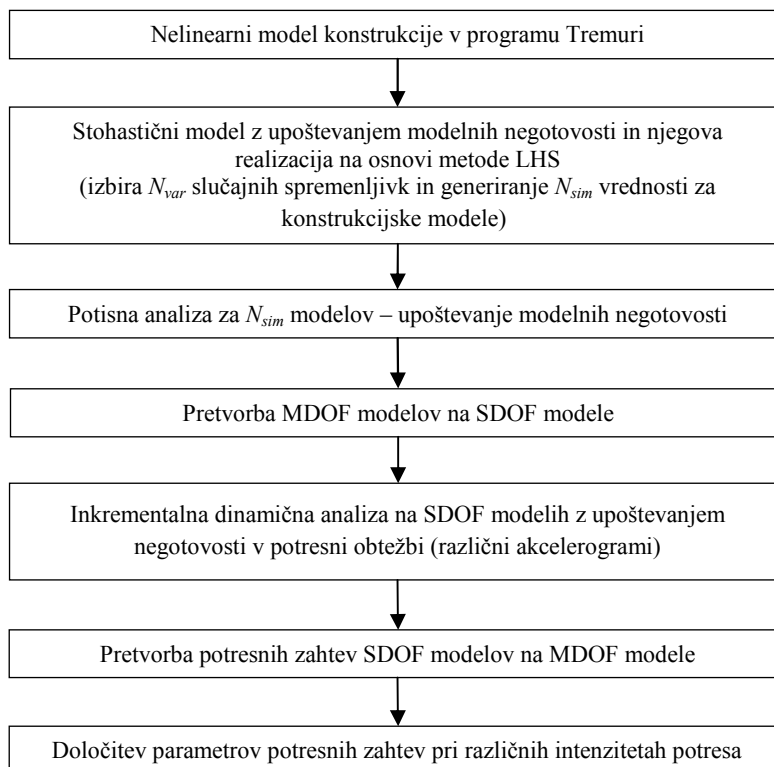 Nelinearni model konstrukcije v programu Tremuri
Stohastični model z upoštevanjem modelnih negotovosti in njegova
realizacija na osnovi metode LHS
(izbira Nvar slučajnih spremenljivk in generiranje Nsim vrednosti za
konstrukcijske modele)
Potisna analiza za Nsim modelov – upoštevanje modelnih negotovosti
Pretvorba MDOF modelov na SDOF modele
Inkrementalna dinamična analiza na SDOF modelih z upoštevanjem
negotovosti v potresni obtežbi (različni akcelerogrami)
Pretvorba potresnih zahtev SDOF modelov na MDOF modele
Določitev parametrov potresnih zahtev pri različnih intenzitetah potresa